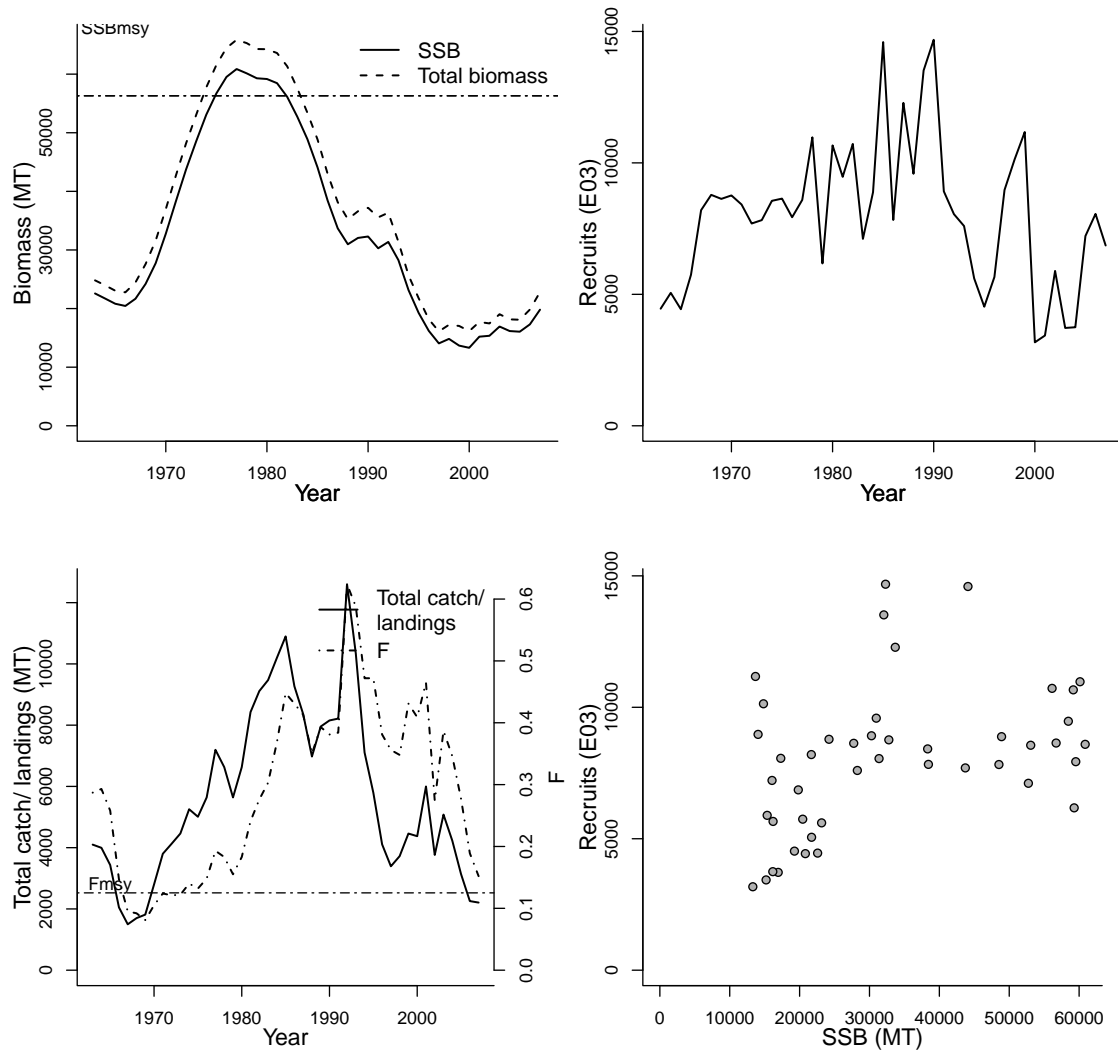 SSBmsy
SSB
Total biomass
Biomass (MT)
0
10000
30000
50000
1970
1980
1990
2000
Year
Recruits (E03)
0
5000
10000
15000
1970
1980
1990
2000
Year
Total catch/
landings
F
Fmsy
Total catch/ landings (MT)
0
2000
4000
6000
8000
10000
F
0.0
0.1
0.2
0.3
0.4
0.5
0.6
1970
1980
1990
2000
Year
Recruits (E03)
0
5000
10000
15000
0
10000
20000
30000
40000
50000
60000
SSB (MT)